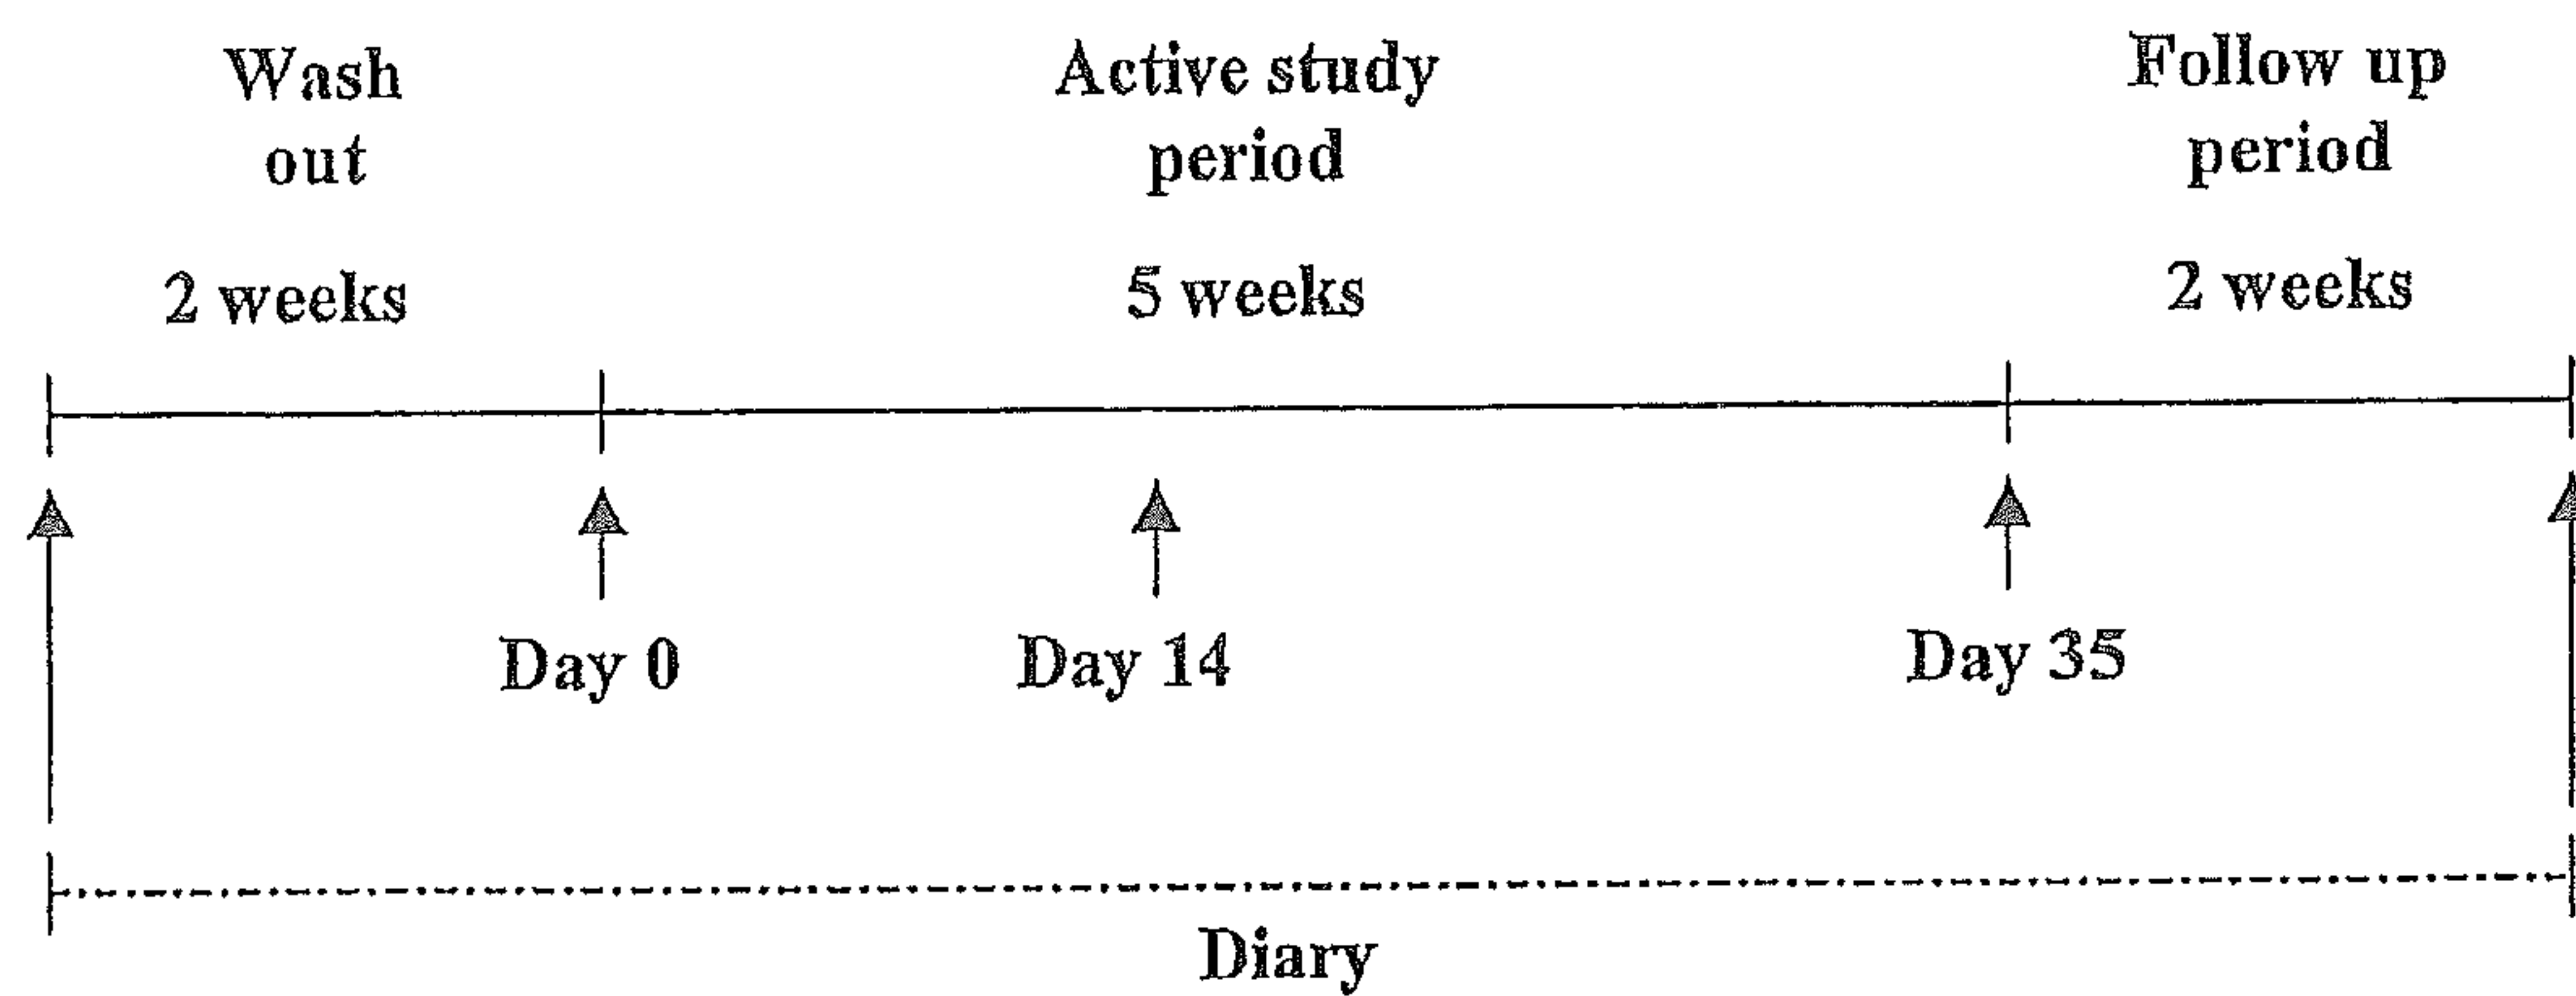 Wash
out
2 weeks
Active study
period
5 weeks
Follow up
period
2 weeks
Day 0
Day 14
Day 35
Diary